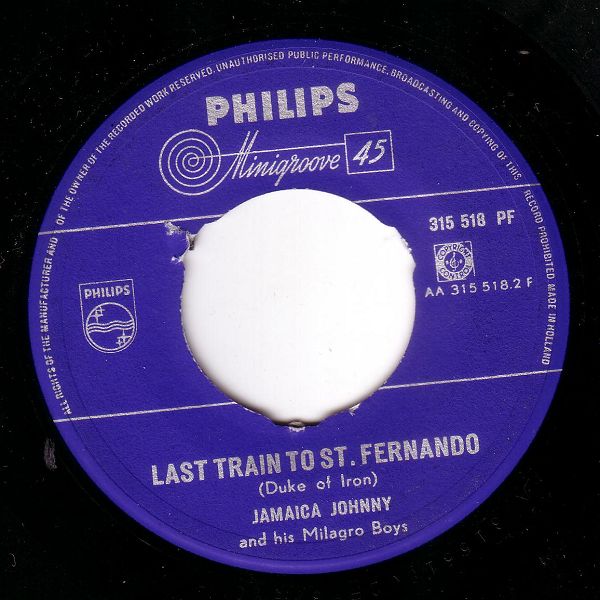 ALL RIGHTS OF THE MANUFACTURER AND OF THE OWNER OF THE RECORDED WORK RESERVED. UNAUTHORISED PUBLIC PERFORMANCE, BROADCASTING AND COPYING OF THIS RECORD PROHIBITED MADE IN HOLLAND
PHILIPS
Minigroove 45
315 518 PF
AA 315 518.2 F
PHILIPS
LAST TRAIN TO ST. FERNANDO
(Duke of Iron)
JAMAICA JOHNNY
and his Milagro Boys